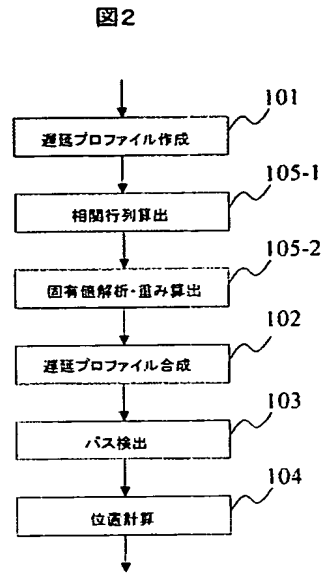 図2
101
遅延プロファイル作成
105-1
相関行列算出
105-2
固有値解析・重み算出
102
遅延プロファイル合成
103
パス検出
104
位置計算